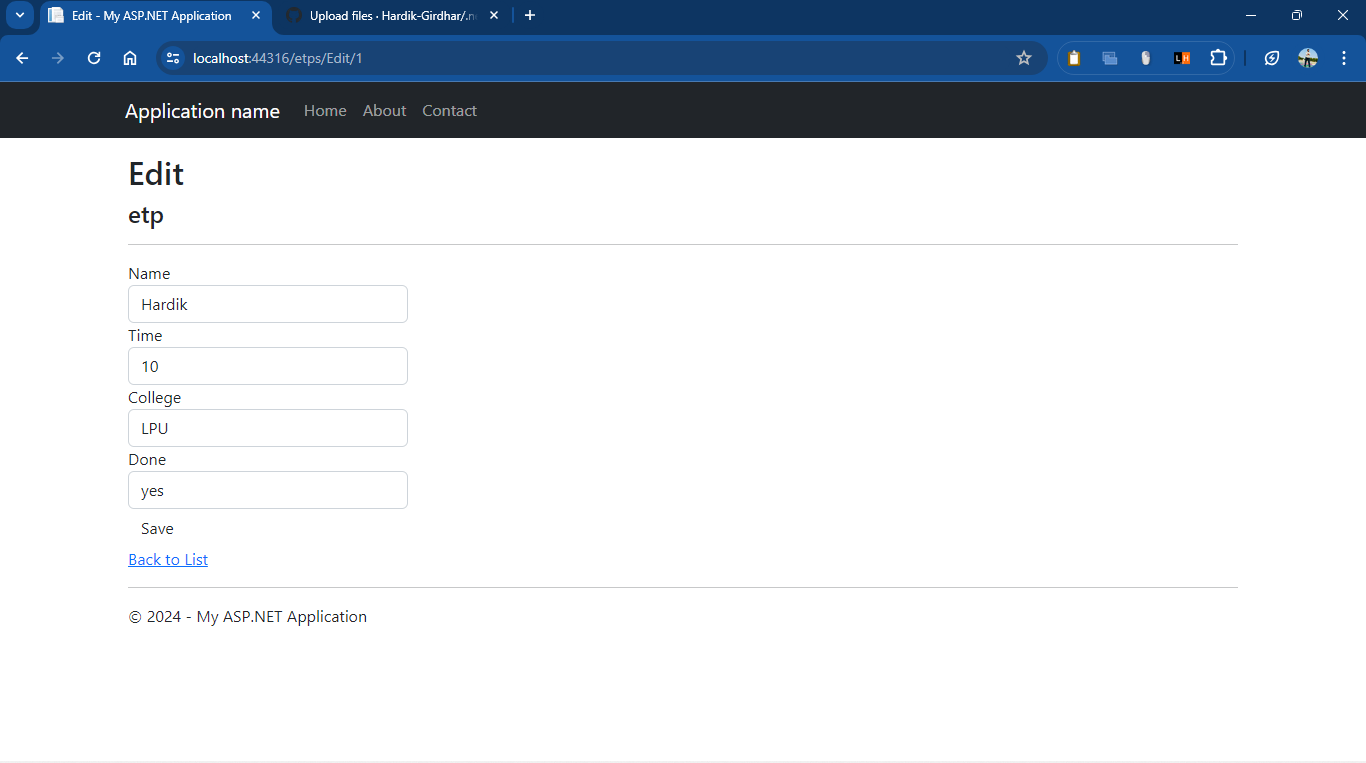 Edit - My ASP.NET Application
Upload files · Hardik-Girdhar/.n
localhost:44316/etps/Edit/1
LH
Application name Home About Contact
Edit
etp
Name
Hardik
Time
10
College
LPU
Done
yes
Save
Back to List
© 2024 - My ASP.NET Application